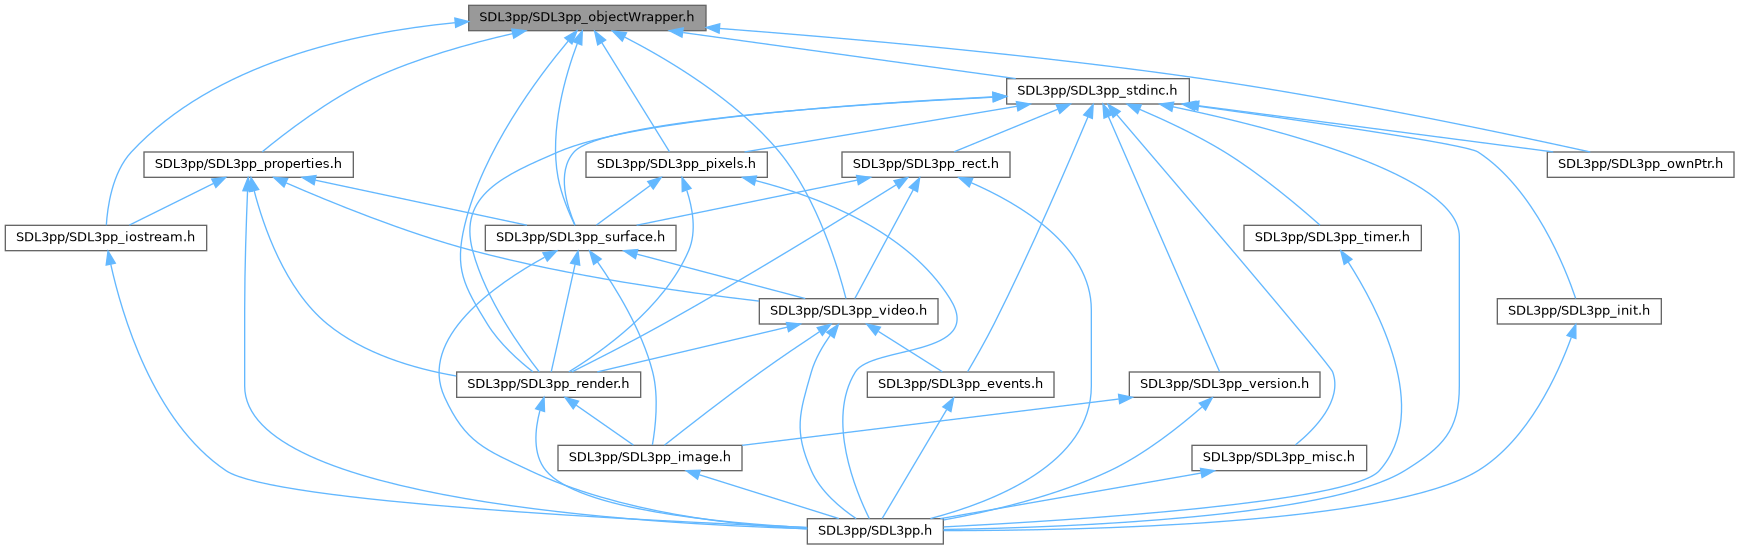 SDL3pp/SDL3pp_objectWrapper.h
SDL3pp/SDL3pp_stdinc.h
SDL3pp/SDL3pp_properties.h
SDL3pp/SDL3pp_pixels.h
SDL3pp/SDL3pp_rect.h
SDL3pp/SDL3pp_ownPtr.h
SDL3pp/SDL3pp_iostream.h
SDL3pp/SDL3pp_surface.h
SDL3pp/SDL3pp_timer.h
SDL3pp/SDL3pp_video.h
SDL3pp/SDL3pp_init.h
SDL3pp/SDL3pp_render.h
SDL3pp/SDL3pp_events.h
SDL3pp/SDL3pp_version.h
SDL3pp/SDL3pp_image.h
SDL3pp/SDL3pp_misc.h
SDL3pp/SDL3pp.h